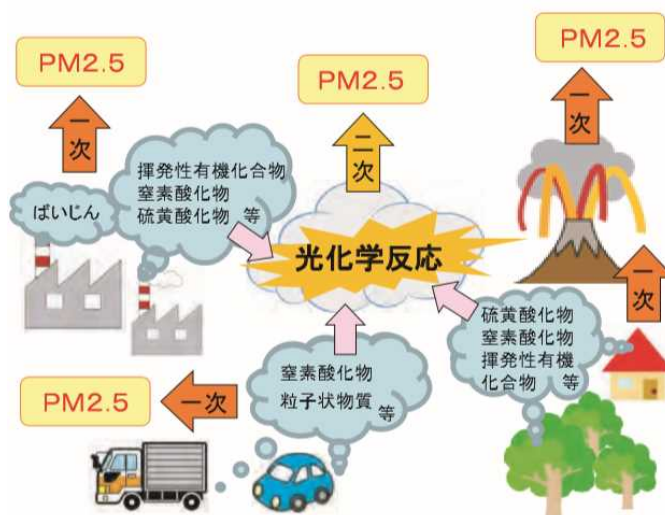 PM2.5
PM2.5
PM2.5
一次
二次
一次
ばいじん
揮発性有機化合物
窒素酸化物
硫黄酸化物 等
光化学反応
一次
硫黄酸化物
窒素酸化物
揮発性有機
化合物 等
窒素酸化物
粒子状物質 等
PM2.5
一次